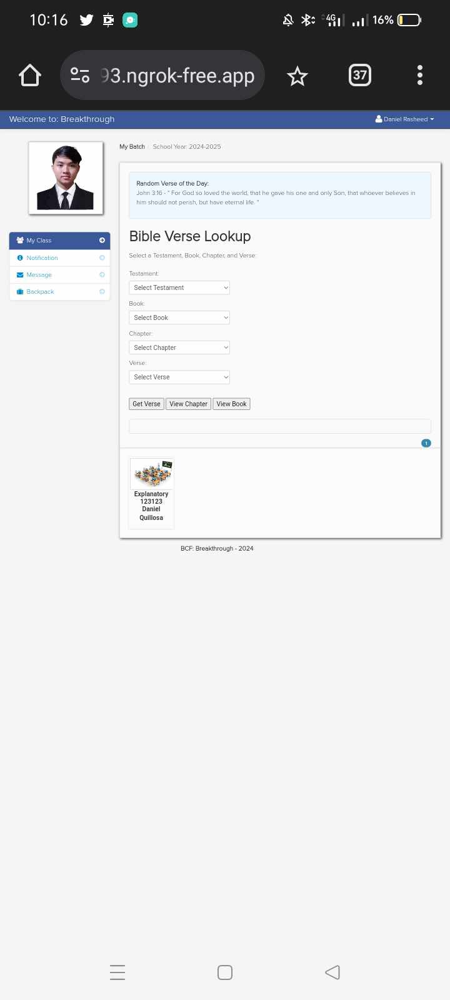 10:16
4G
16%
93.ngrok-free.app
37
Welcome to: Breakthrough
Daniel Rasheed
My Batch / School Year: 2024-2025
Random Verse of the Day:
John 3:16 - " For God so loved the world, that he gave his one and only Son, that whoever believes in
him should not perish, but have eternal life. "
My Class
Notification
Message
Backpack
Bible Verse Lookup
Select a Testament, Book, Chapter, and Verse:
Testament:
Select Testament
Book:
Select Book
Chapter:
Select Chapter
Verse:
Select Verse
Get Verse View Chapter View Book
1
Explanatory
123123
Daniel
Quillosa
BCF: Breakthrough - 2024